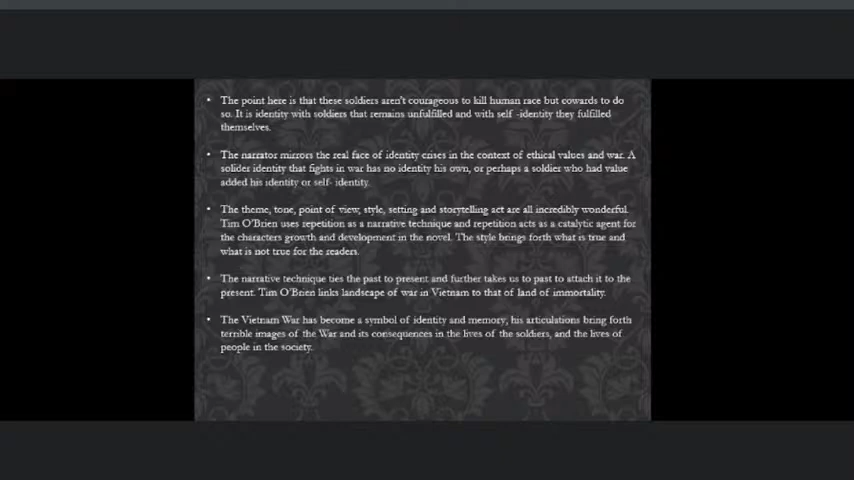 • The point here is that these soldiers aren't courageous to kill human race but cowards to do
so. It is identity with soldiers that remains unfulfilled and with self -identity they fulfilled
themselves.
• The narrator mirrors the real face of identity crises in the context of ethical values and war. A
solider identity that fights in war has no identity his own, or perhaps a soldier who had value
added his identity or self- identity.
• The theme, tone, point of view, style, setting and storytelling act are all incredibly wonderful.
Tim O'Brien uses repetition as a narrative technique and repetition acts as a catalytic agent for
the characters growth and development in the novel. The style brings forth what is true and
what is not true for the readers.
• The narrative technique ties the past to present and further takes us to past to attach it to the
present. Tim O'Brien links landscape of war in Vietnam to that of land of immortality.
• The Vietnam War has become a symbol of identity and memory, his articulations bring forth
terrible images of the War and its consequences in the lives of the soldiers, and the lives of
people in the society.